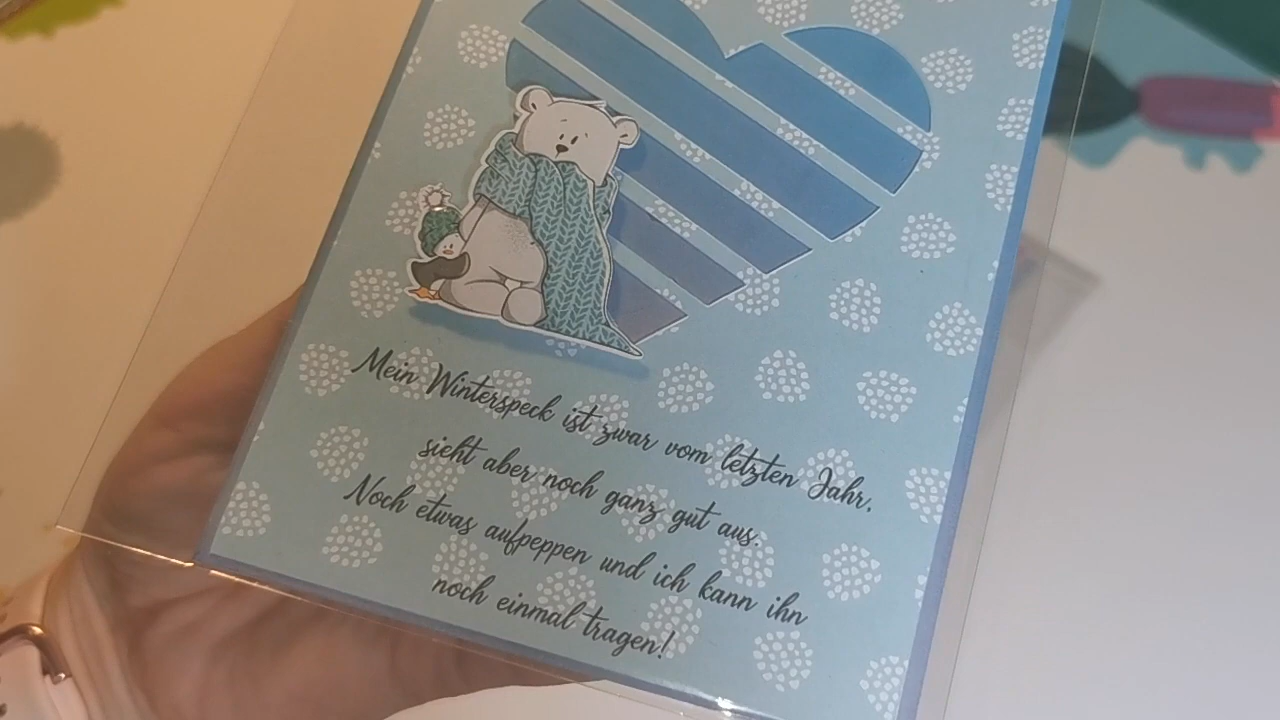 Mein Winterspeck ist zwar vom letzten Jahr,
sieht aber noch ganz gut aus.
Noch etwas aufpeppen und ich kann ihn
noch einmal tragen!